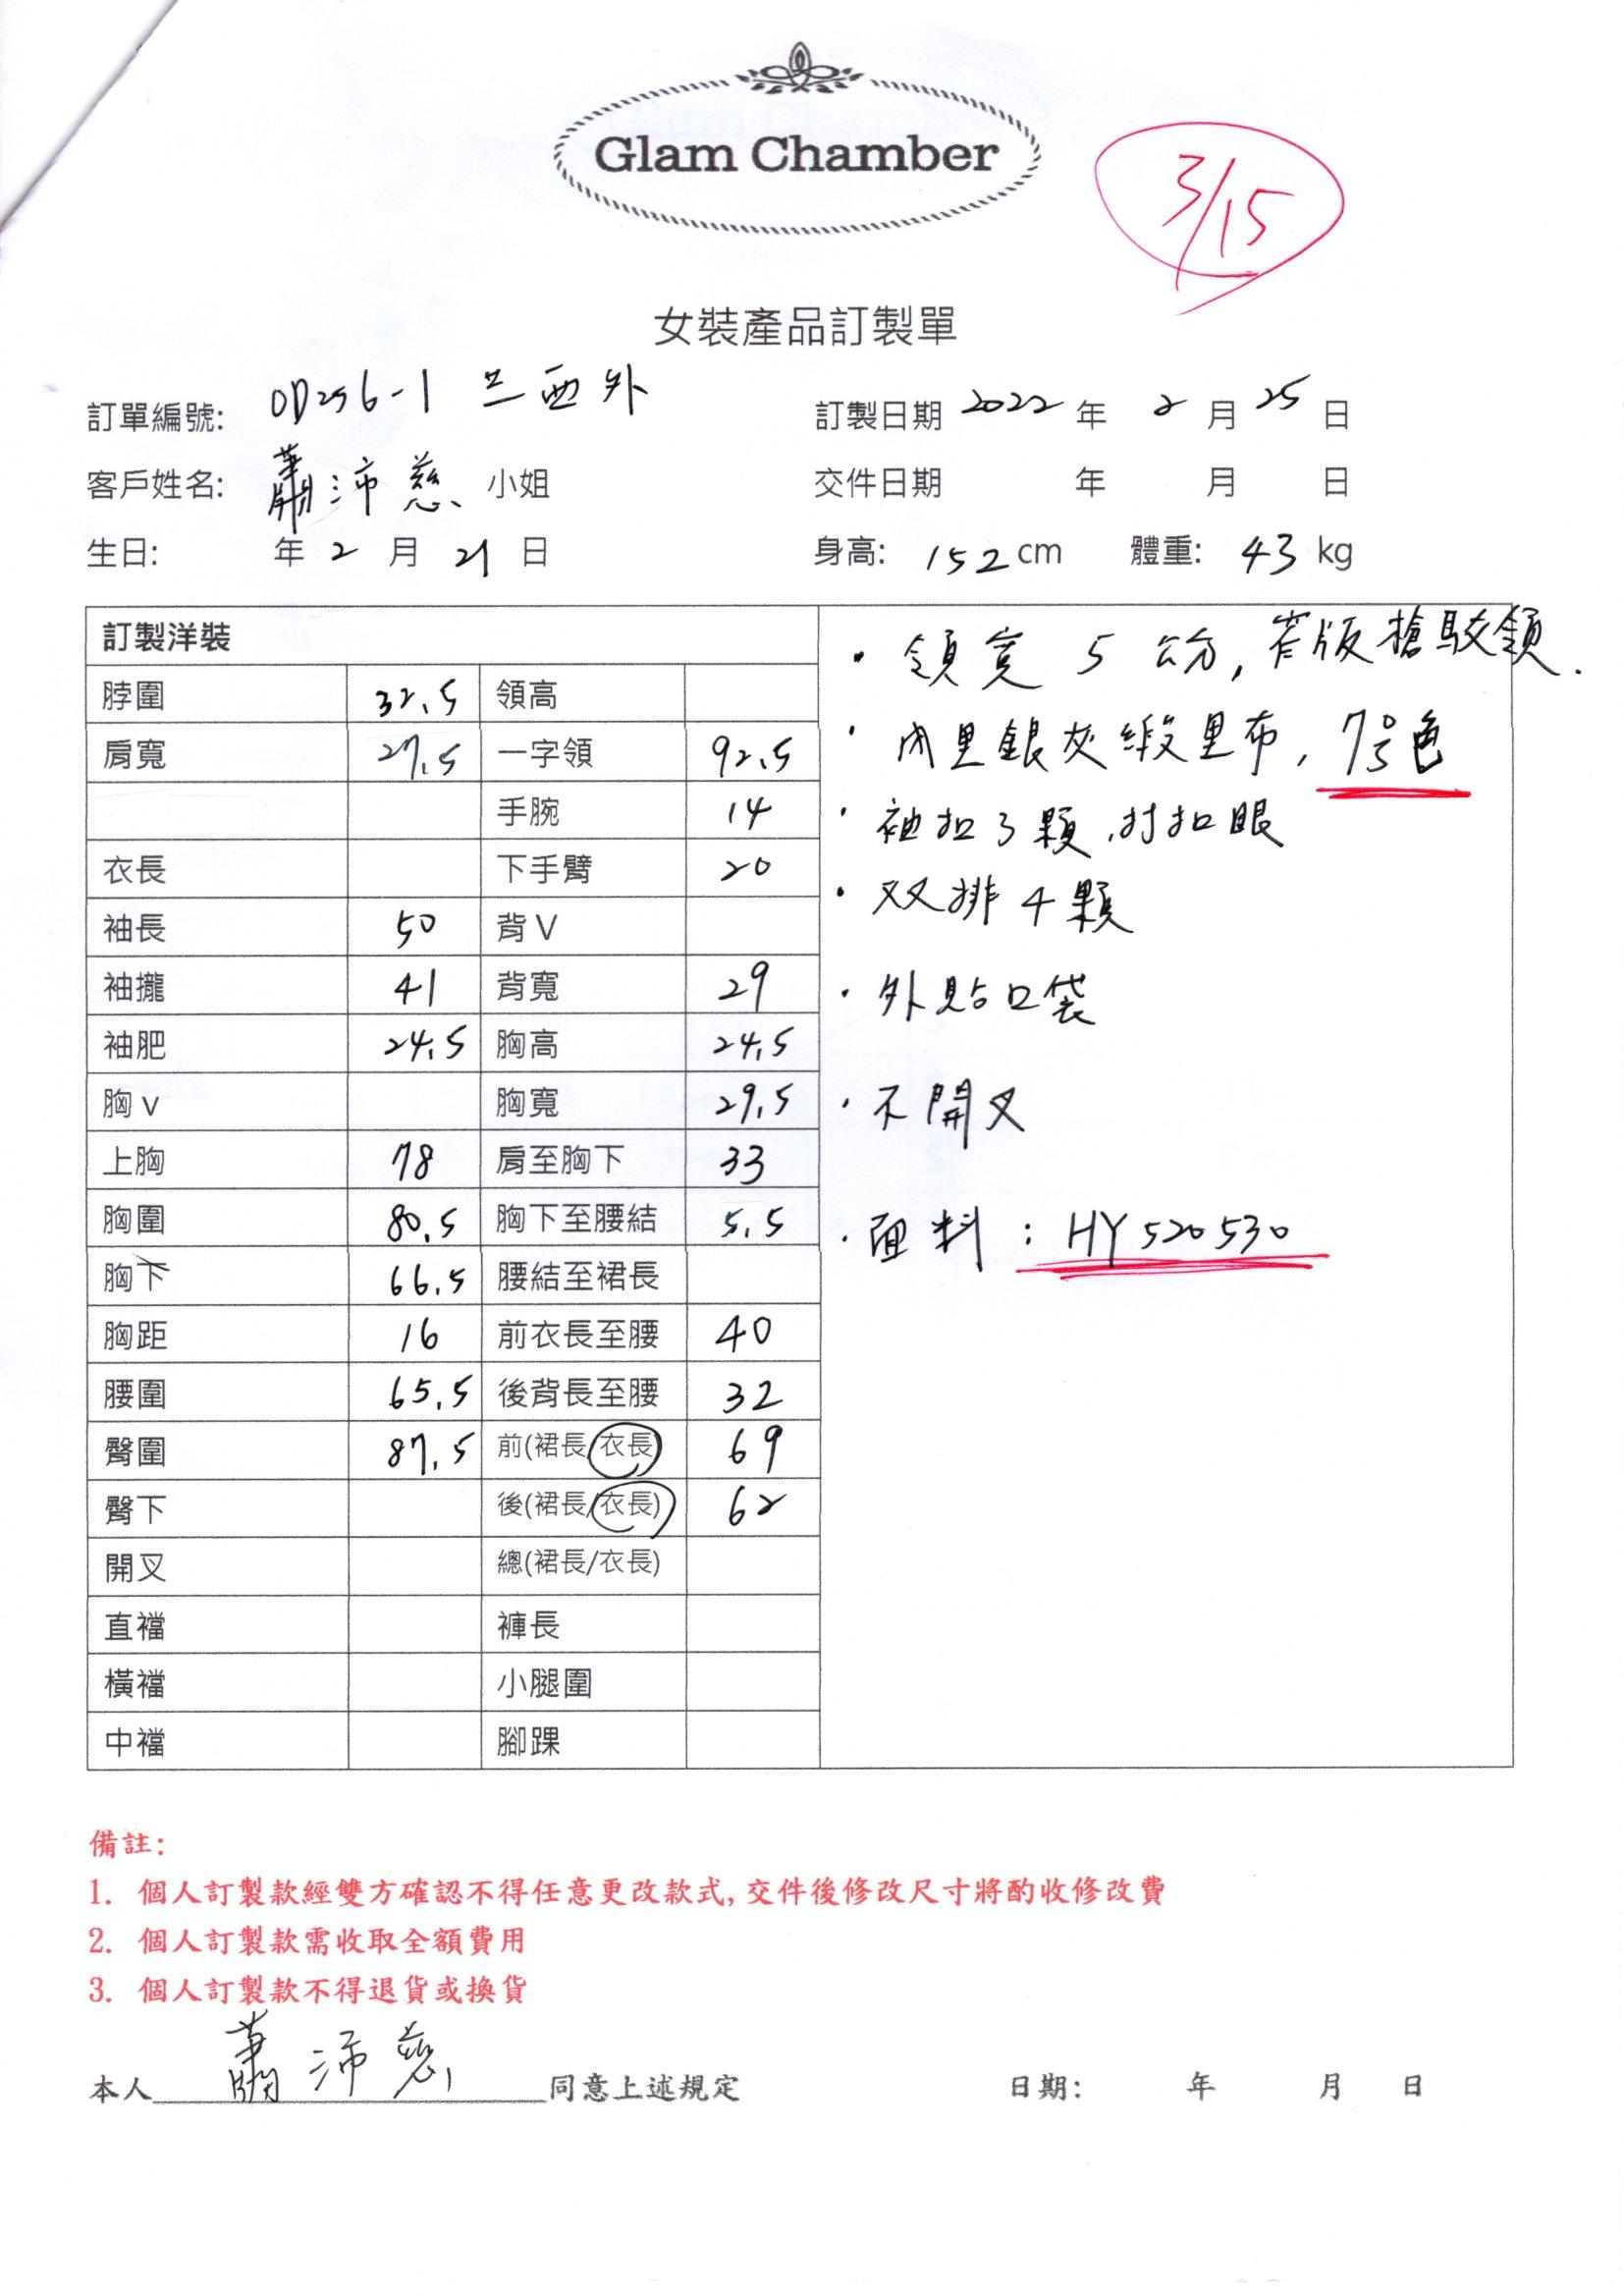 Glam Chamber
3/15
女裝產品訂製單
訂單編號: OD256-1 兰西外
訂製日期 2022 年 2 月 25 日
客戶姓名: 蕭沛慈 小姐
交件日期 年 月 日
生日: 年 2 月 21 日
身高: 152 cm 體重: 43 kg
訂製洋裝
脖圍 32.5 領高
肩寬 27.5 一字領 92.5
手腕 14
衣長 下手臂 20
袖長 50 背V
袖攏 41 背寬 29
袖肥 24.5 胸高 24.5
胸v 胸寬 29.5
上胸 78 肩至胸下 33
胸圍 80.5 胸下至腰結 5.5
胸下 66.5 腰結至裙長
胸距 16 前衣長至腰 40
腰圍 65.5 後背長至腰 32
臀圍 87.5 前(裙長/衣長) 69
臀下 後(裙長/衣長) 62
開叉 總(裙長/衣長)
直襠 褲長
橫襠 小腿圍
中襠 腳踝
· 領寬 5 公分, 窄版槍駁領.
· 內里銀灰緞里布, 7號色
· 袖扣3顆,打扣眼
· 双排4顆
· 外貼口袋
· 不開叉
· 面料: HY520530
備註:
1. 個人訂製款經雙方確認不得任意更改款式,交件後修改尺寸將酌收修改費
2. 個人訂製款需收取全額費用
3. 個人訂製款不得退貨或換貨
本人 蕭沛慈 同意上述規定 日期: 年 月 日